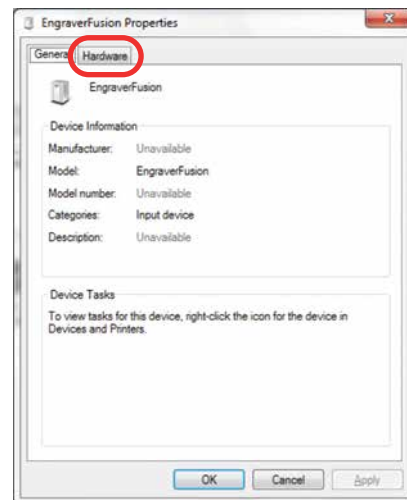 EngraverFusion Properties
General Hardware
EngraverFusion
Device Information
Manufacturer: Unavailable
Model: EngraverFusion
Model number: Unavailable
Categories: Input device
Description: Unavailable
Device Tasks
To view tasks for this device, right-click the icon for the device in
Devices and Printers.
OK Cancel Apply